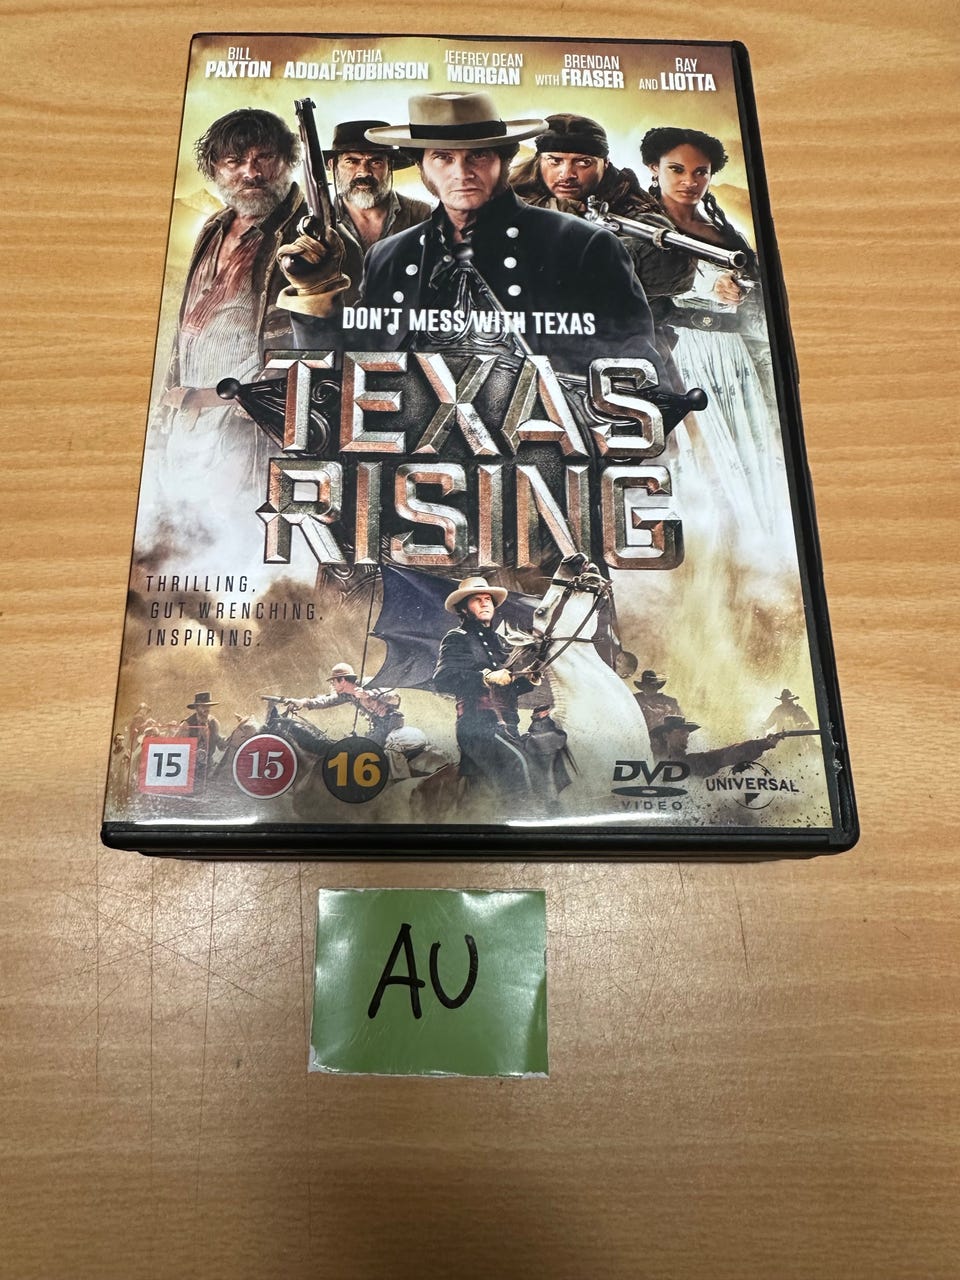 BILL PAXTON
CYNTHIA ADDAI-ROBINSON
JEFFREY DEAN MORGAN
WITH BRENDAN FRASER
AND RAY LIOTTA
DON'T MESS WITH TEXAS
TEXAS
RISING
THRILLING.
GUT WRENCHING.
INSPIRING.
15
15
16
DVD
VIDEO
UNIVERSAL
AU